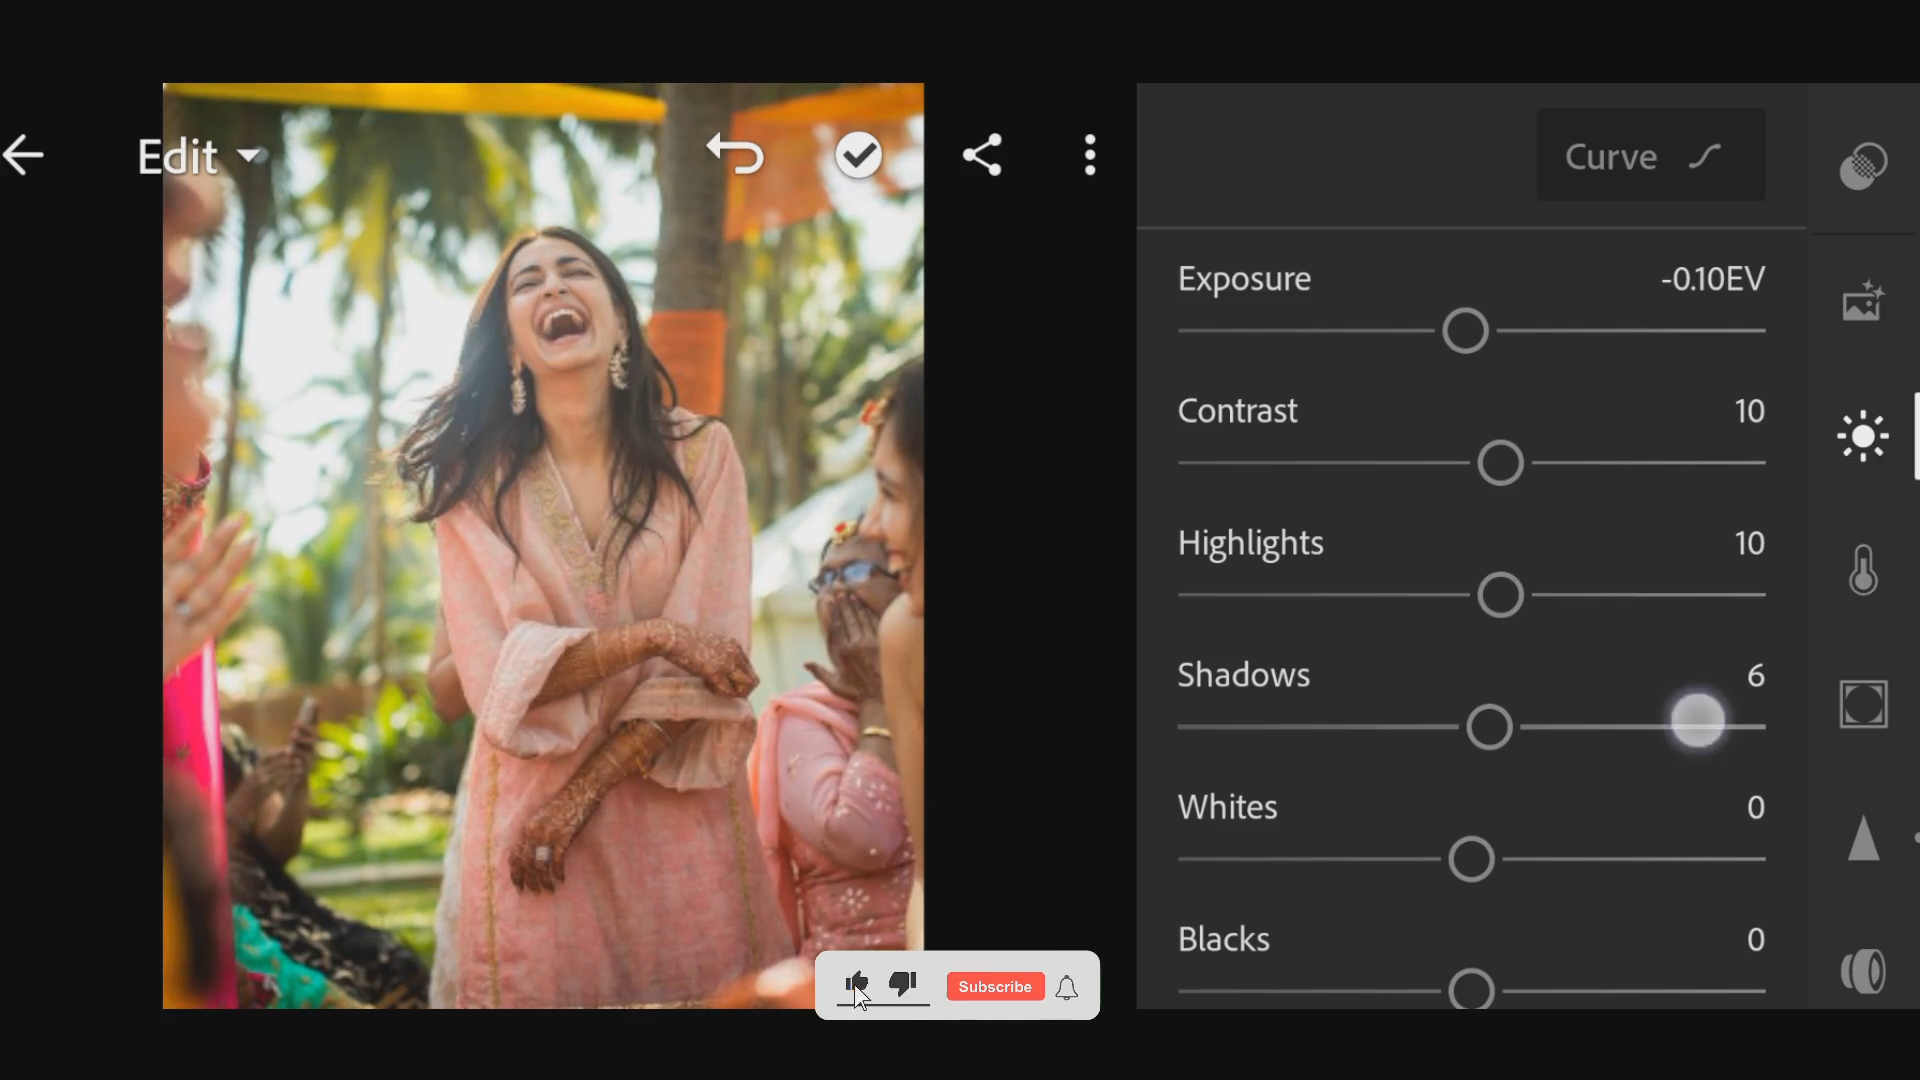 Edit
Curve
Exposure -0.10EV
Contrast 10
Highlights 10
Shadows 6
Whites 0
Blacks 0
Subscribe